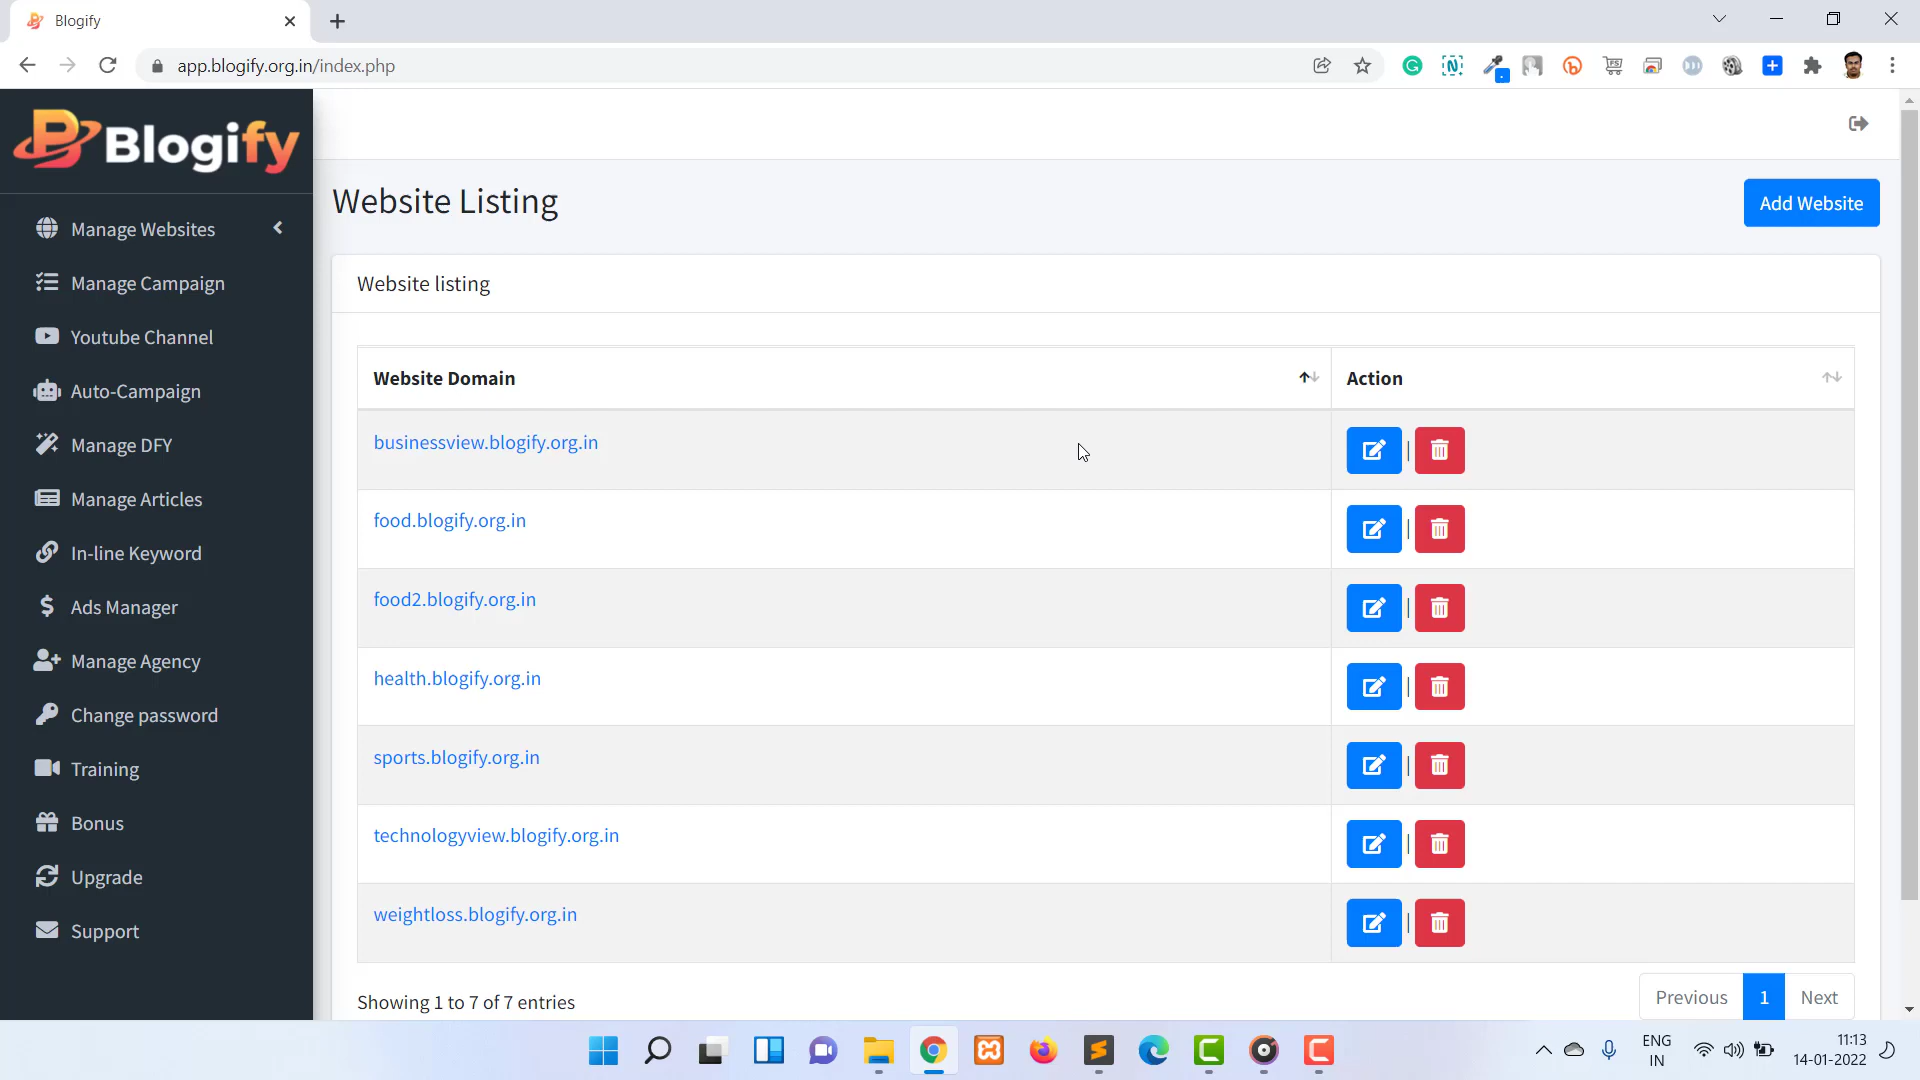 Blogify
app.blogify.org.in/index.php
Blogify
Manage Websites
Manage Campaign
Youtube Channel
Auto-Campaign
Manage DFY
Manage Articles
In-line Keyword
Ads Manager
Manage Agency
Change password
Training
Bonus
Upgrade
Support
Website Listing
Add Website
Website listing
Website Domain
Action
businessview.blogify.org.in
|
food.blogify.org.in
|
food2.blogify.org.in
|
health.blogify.org.in
|
sports.blogify.org.in
|
technologyview.blogify.org.in
|
weightloss.blogify.org.in
|
Showing 1 to 7 of 7 entries
Previous 1 Next
ENG
IN
11:13
14-01-2022